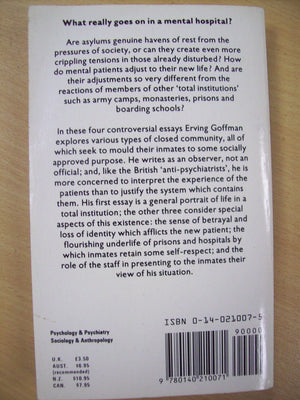 What really goes on in a mental hospital?
Are asylums genuine havens of rest from the
pressures of society, or can they create even more
crippling tensions in those already disturbed? How
do mental patients adjust to their new life? And are
their adjustments so very different from the
reactions of members of other 'total institutions'
such as army camps, monasteries, prisons and
boarding schools?
In these four controversial essays Erving Goffman
explores various types of closed community, all of
which seek to mould their inmates to some socially
approved purpose. He writes as an observer, not an
official; and, like the British 'anti-psychiatrists', he is
more concerned to interpret the experience of the
patients than to justify the system which contains
them. His first essay is a general portrait of life in a
total institution; the other three consider special
aspects of this existence: the sense of betrayal and
loss of identity which afflicts the new patient; the
flourishing underlife of prisons and hospitals by
which inmates retain some self-respect; and the
role of the staff in presenting to the inmates their
view of his situation.
Psychology & Psychiatry
Sociology & Anthropology
U.K. £3.50
AUST. $8.95
(recommended)
N.Z. $10.95
CAN. $7.95
ISBN 0-14-021007-5
90000
9 780140 210071